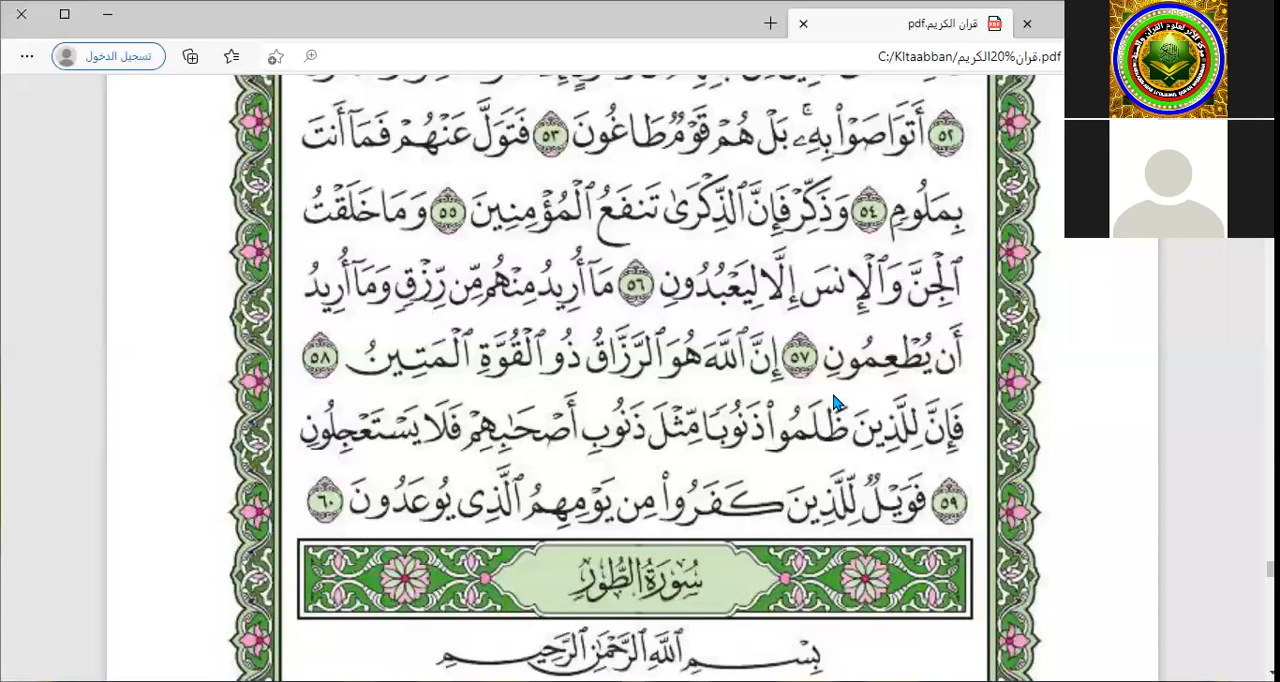 قران الكريم.pdf
تسجيل الدخول
C:/KItaabban/قران%20الكريم.pdf
٥٢ أَتَوَاصَوْا۟ بِهِۦ ۚ بَلْ هُمْ قَوْمٌ طَاغُونَ ٥٣ فَتَوَلَّ عَنْهُمْ فَمَآ أَنتَ
بِمَلُومٍ ٥٤ وَذَكِّرْ فَإِنَّ ٱلذِّكْرَىٰ تَنفَعُ ٱلْمُؤْمِنِينَ ٥٥ وَمَا خَلَقْتُ
ٱلْجِنَّ وَٱلْإِنسَ إِلَّا لِيَعْبُدُونِ ٥٦ مَآ أُرِيدُ مِنْهُم مِّن رِّزْقٍ وَمَآ أُرِيدُ
أَن يُطْعِمُونِ ٥٧ إِنَّ ٱللَّهَ هُوَ ٱلرَّزَّاقُ ذُو ٱلْقُوَّةِ ٱلْمَتِينُ ٥٨
فَإِنَّ لِلَّذِينَ ظَلَمُوا۟ ذَنُوبًا مِّثْلَ ذَنُوبِ أَصْحَٰبِهِمْ فَلَا يَسْتَعْجِلُونِ
٥٩ فَوَيْلٌ لِّلَّذِينَ كَفَرُوا۟ مِن يَوْمِهِمُ ٱلَّذِى يُوعَدُونَ ٦٠
سُورَةُ الطُّورِ
بِسْمِ ٱللَّهِ ٱلرَّحْمَٰنِ ٱلرَّحِيمِ